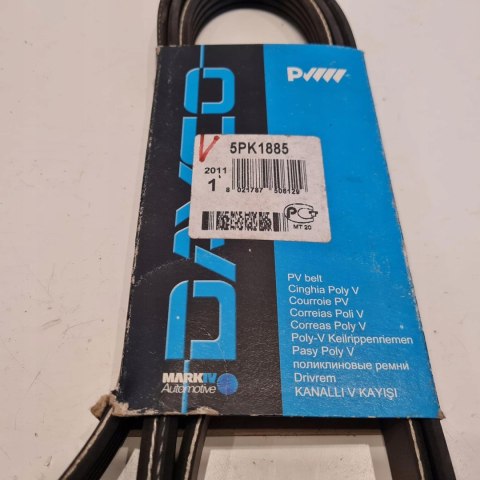 PV
V
5PK1885
2011
1
8 021787 508129
PC
MT 20
DAYCO
PV belt
Cinghia Poly V
Courroie PV
Correias Poli V
Correas Poly V
Poly-V Keilrippenriemen
Pasy Poly V
поликлиновые ремни
Drivrem
KANALLI V KAYIŞI
MARK IV
Automotive